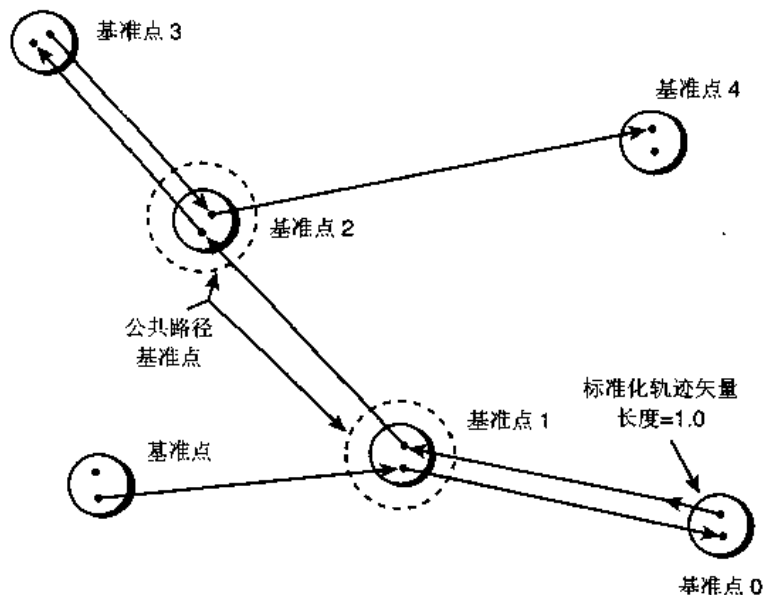 基准点 3
基准点 4
基准点 2
公共路径
基准点
标准化轨迹矢量
长度=1.0
基准点 1
基准点
基准点 0